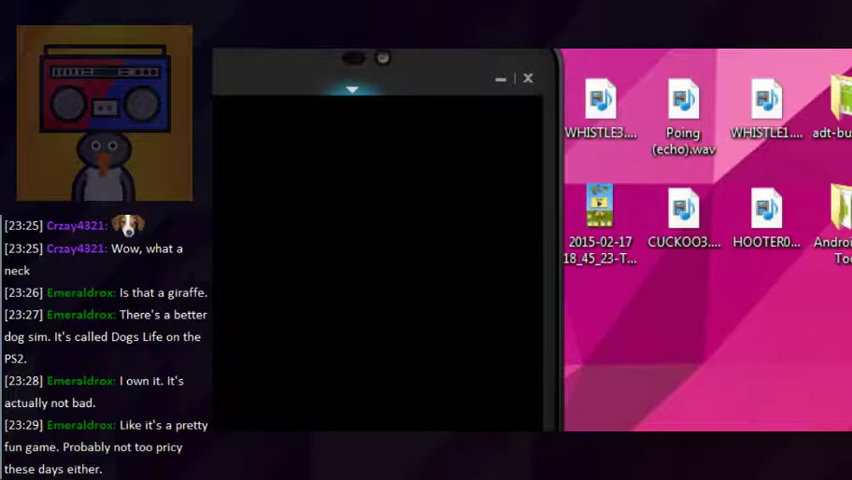 WHISTLE3....
Poing
(echo).wav
WHISTLE1....
adt-bu
2015-02-17
18_45_23-T...
CUCKOO3....
HOOTER0...
Android
Too
[23:25] Crzay4321:
[23:25] Crzay4321: Wow, what a
neck
[23:26] Emeraldrox: Is that a giraffe.
[23:27] Emeraldrox: There's a better
dog sim. It's called Dogs Life on the
PS2.
[23:28] Emeraldrox: I own it. It's
actually not bad.
[23:29] Emeraldrox: Like it's a pretty
fun game. Probably not too pricy
these days either.